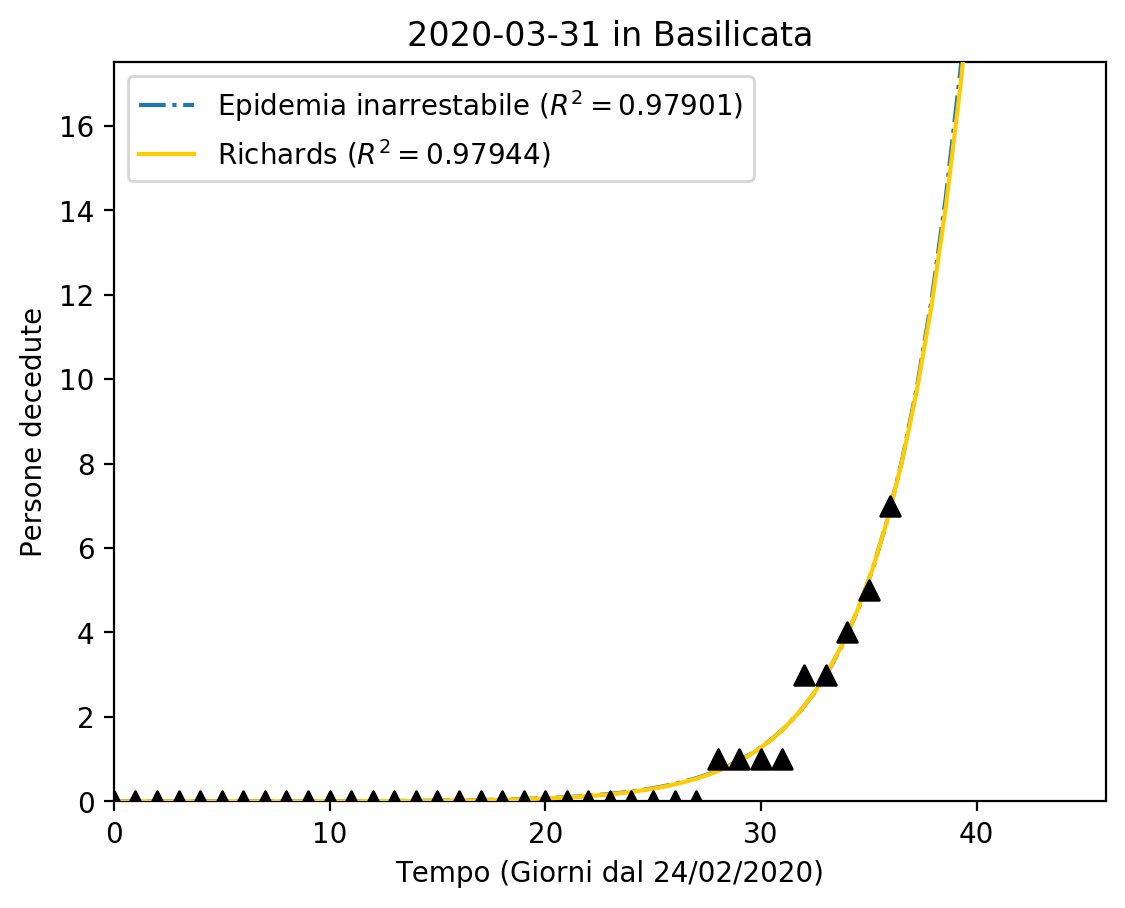 2020-03-31 in Basilicata
Epidemia inarrestabile (R² = 0.97901)
Richards (R² = 0.97944)
Persone decedute
16
14
12
10
8
6
4
2
0
0 10 20 30 40
Tempo (Giorni dal 24/02/2020)